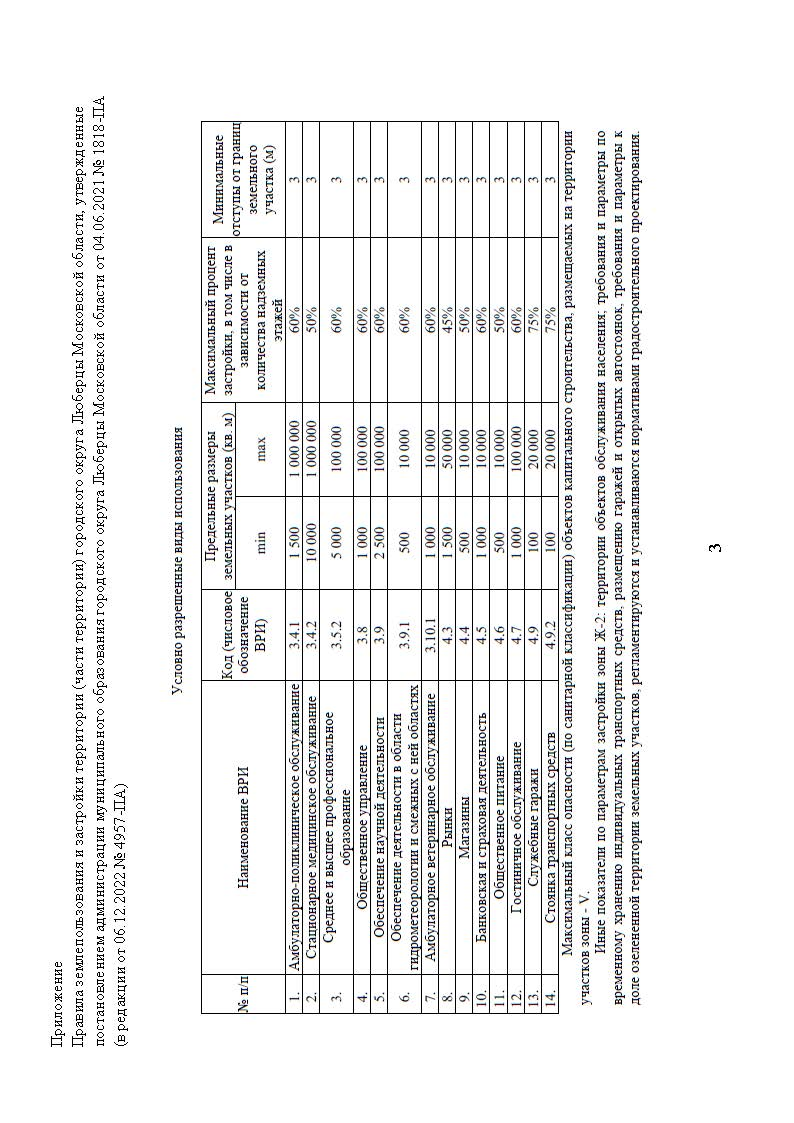 Приложение
Правила землепользования и застройки территории (части территории) городского округа Люберцы Московской области, утвержденные
постановлением администрации муниципального образования городского округа Люберцы Московской области от 04.06.2021 № 1818-ПА
(в редакции от 06.12.2022 № 4957-ПА)
Условно разрешенные виды использования
№ п/п Наименование ВРИ Код (числовое обозначение ВРИ) Предельные размеры земельных участков (кв. м) Максимальный процент застройки, в том числе в зависимости от количества надземных этажей Минимальные отступы от границ земельного участка (м)
min max
1. Амбулаторно-поликлиническое обслуживание 3.4.1 1 500 1 000 000 60% 3
2. Стационарное медицинское обслуживание 3.4.2 10 000 1 000 000 50% 3
3. Среднее и высшее профессиональное образование 3.5.2 5 000 100 000 60% 3
4. Общественное управление 3.8 1 000 100 000 60% 3
5. Обеспечение научной деятельности 3.9 2 500 100 000 60% 3
6. Обеспечение деятельности в области гидрометеорологии и смежных с ней областях 3.9.1 500 10 000 60% 3
7. Амбулаторное ветеринарное обслуживание 3.10.1 1 000 10 000 60% 3
8. Рынки 4.3 1 500 50 000 45% 3
9. Магазины 4.4 500 10 000 50% 3
10. Банковская и страховая деятельность 4.5 1 000 10 000 60% 3
11. Общественное питание 4.6 500 10 000 50% 3
12. Гостиничное обслуживание 4.7 1 000 100 000 60% 3
13. Служебные гаражи 4.9 100 20 000 75% 3
14. Стоянка транспортных средств 4.9.2 100 20 000 75% 3
Максимальный класс опасности (по санитарной классификации) объектов капитального строительства, размещаемых на территории
участков зоны - V.
Иные показатели по параметрам застройки зоны Ж-2: территории объектов обслуживания населения; требования и параметры по
временному хранению индивидуальных транспортных средств, размещению гаражей и открытых автостоянок, требования и параметры к
доле озелененной территории земельных участков, регламентируются и устанавливаются нормативами градостроительного проектирования.
3